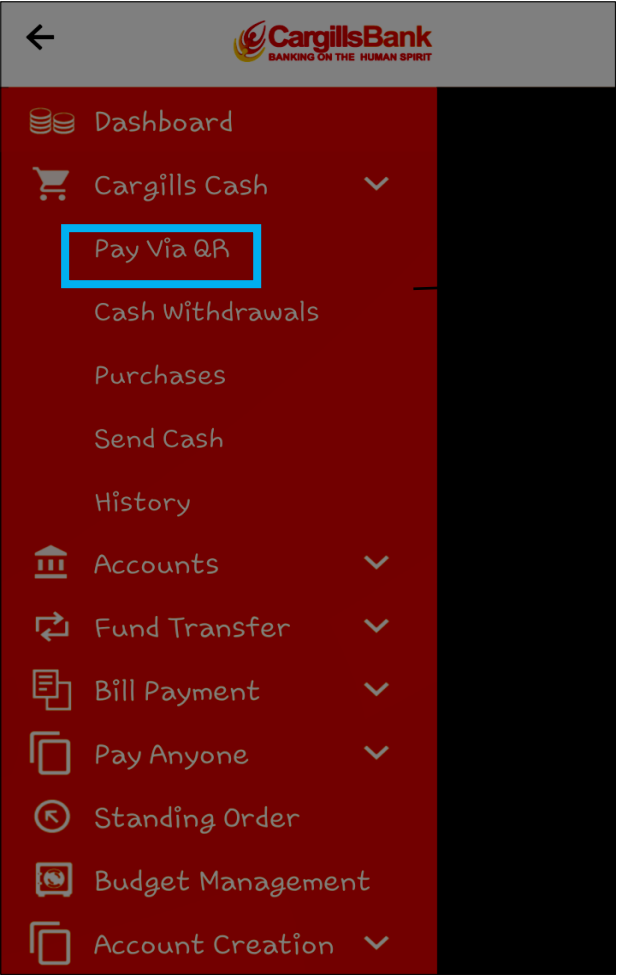 CargillsBank
BANKING ON THE HUMAN SPIRIT
Dashboard
Cargills Cash
Pay Via QR
Cash Withdrawals
Purchases
Send Cash
History
Accounts
Fund Transfer
Bill Payment
Pay Anyone
Standing Order
Budget Management
Account Creation